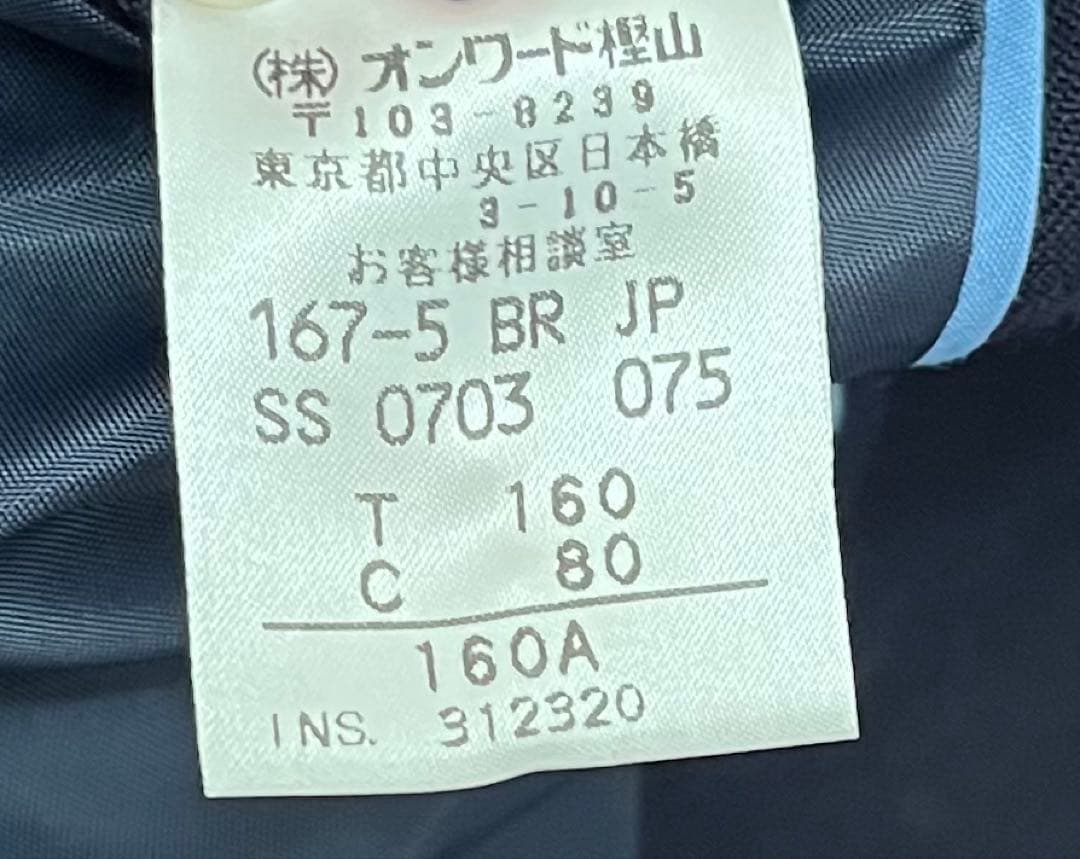 (株)オンワード樫山
〒103-8239
東京都中央区日本橋
3-10-5
お客様相談室
167-5 BR JP
SS 0703 075
T 160
C 80
160A
INS. 312320